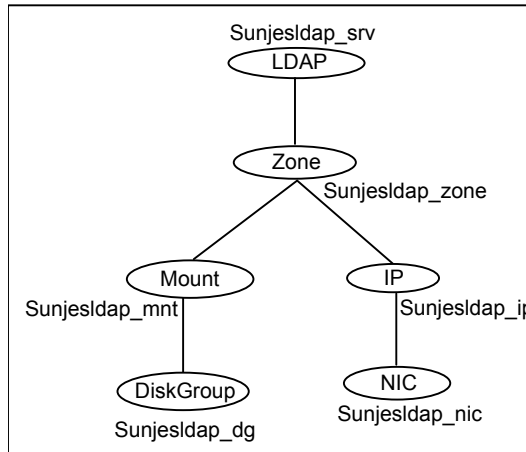 Sunjesldap_srv
LDAP
Zone
Sunjesldap_zone
Mount
IP
Sunjesldap_mnt
Sunjesldap_ip
DiskGroup
NIC
Sunjesldap_dg
Sunjesldap_nic